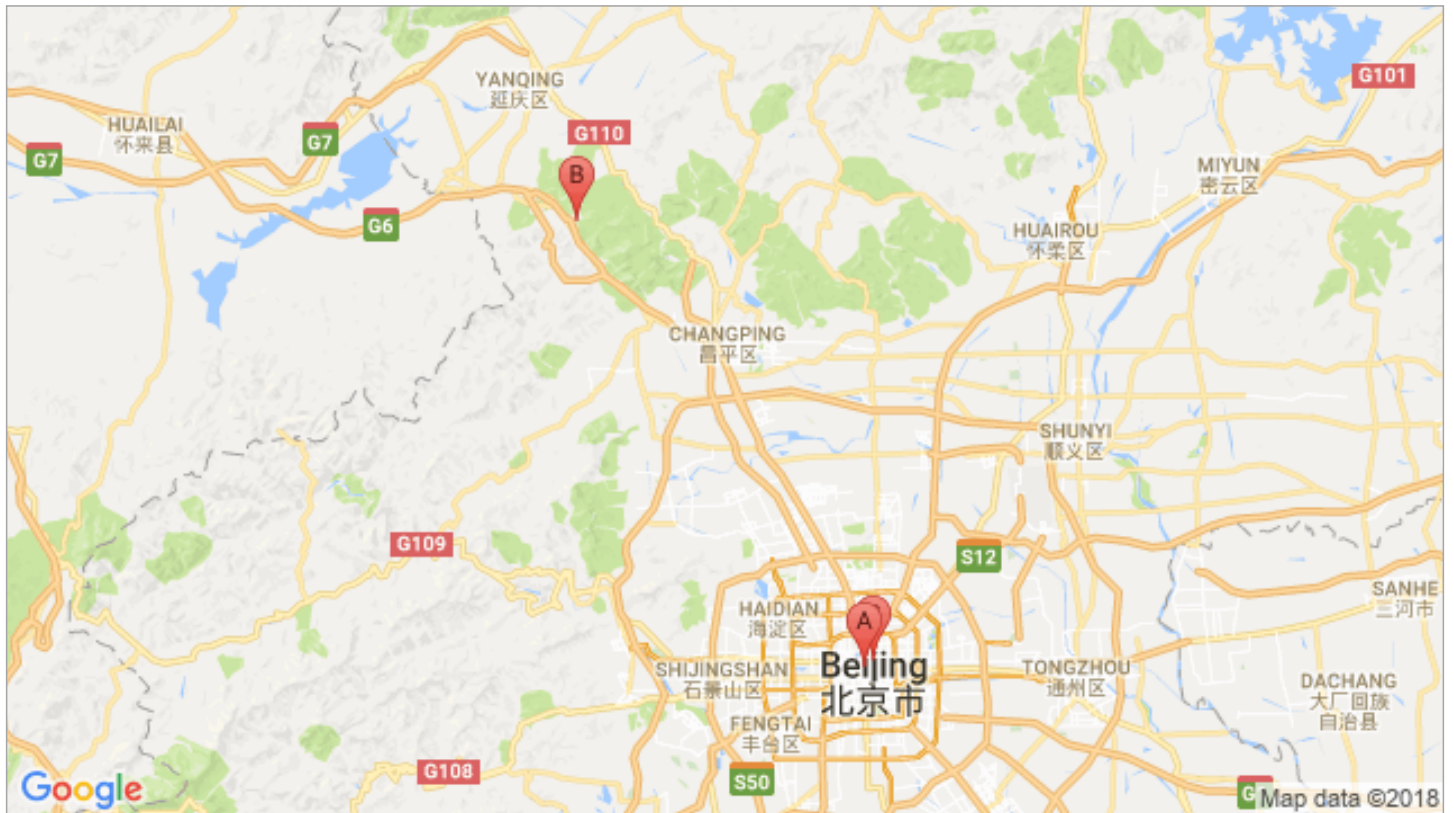 G101
YANQING
延庆区
HUAILAI
怀来县
G7
G110
G7
MIYUN
密云区
B
G6
HUAIROU
怀柔区
CHANGPING
昌平区
SHUNYI
顺义区
G109
S12
SANHE
三河市
HAIDIAN
海淀区
A
Beijing
北京市
SHIJINGSHAN
石景山区
TONGZHOU
通州区
DACHANG
大厂回族
自治县
FENGTAI
丰台区
G108
S50
Google
Map data ©2018